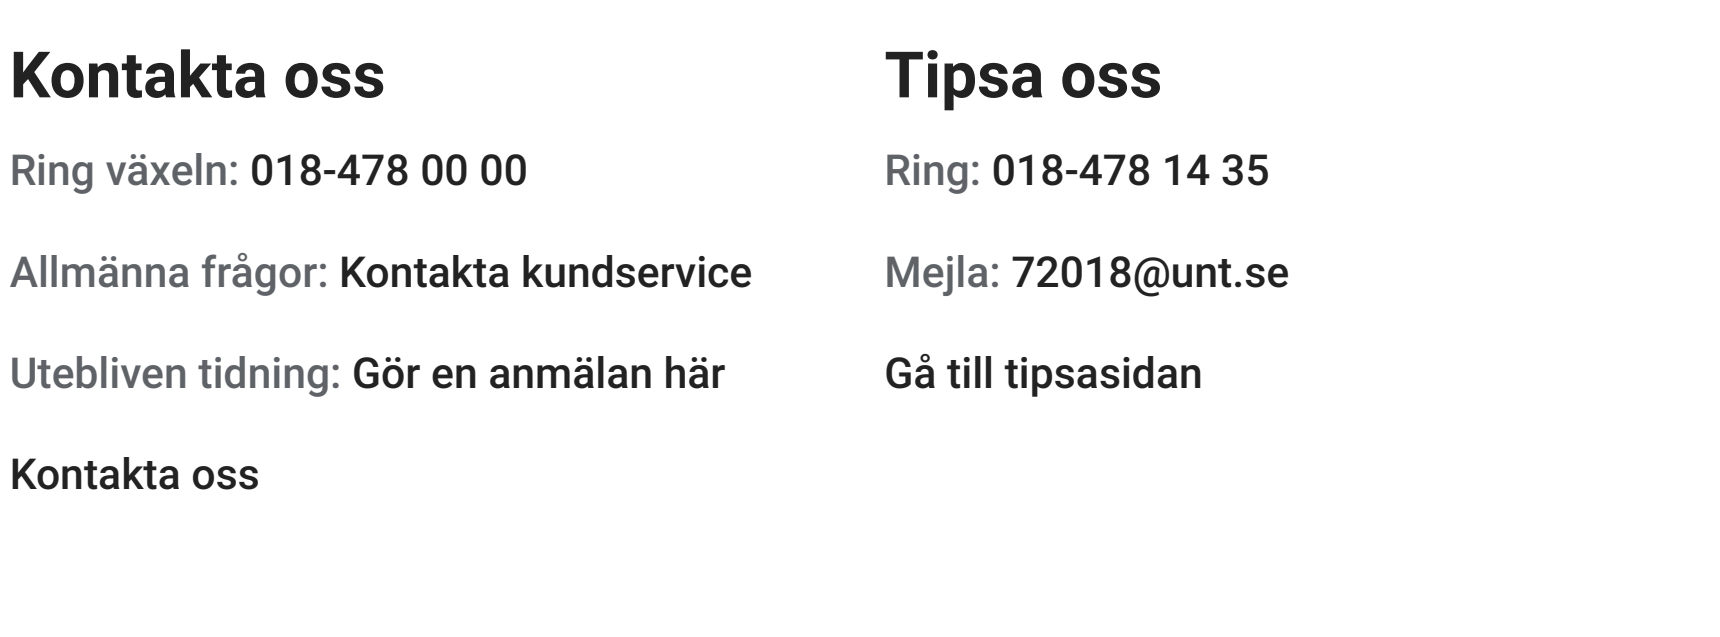 Kontakta oss
Ring växeln: 018-478 00 00
Allmänna frågor: Kontakta kundservice
Utebliven tidning: Gör en anmälan här
Kontakta oss
Tipsa oss
Ring: 018-478 14 35
Mejla: 72018@unt.se
Gå till tipsasidan